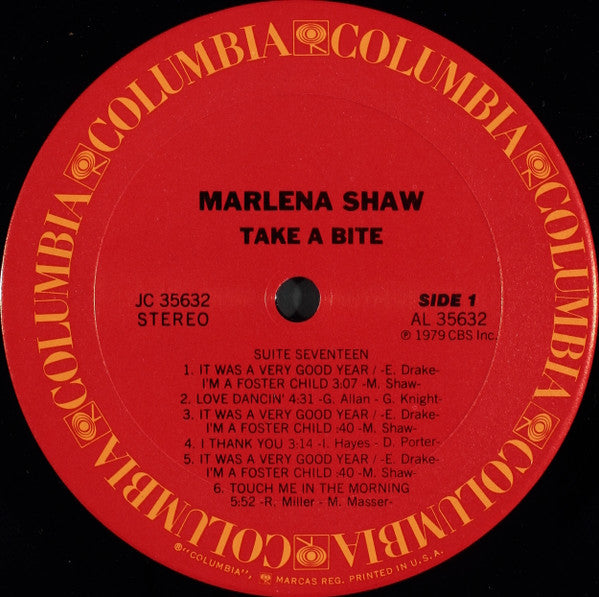 COLUMBIA COLUMBIA COLUMBIA COLUMBIA COLUMBIA COLUMBIA
MARLENA SHAW
TAKE A BITE
JC 35632
STEREO
SIDE 1
AL 35632
℗ 1979 CBS Inc.
SUITE SEVENTEEN
1. IT WAS A VERY GOOD YEAR / -E. Drake-
I'M A FOSTER CHILD 3:07 -M. Shaw-
2. LOVE DANCIN' 4:31 -G. Allan - G. Knight-
3. IT WAS A VERY GOOD YEAR / -E. Drake-
I'M A FOSTER CHILD :40 -M. Shaw-
4. I THANK YOU 3:14 -I. Hayes - D. Porter-
5. IT WAS A VERY GOOD YEAR / -E. Drake-
I'M A FOSTER CHILD :40 -M. Shaw-
6. TOUCH ME IN THE MORNING
5:52 -R. Miller - M. Masser-
®"COLUMBIA", MARCAS REG. PRINTED IN U.S.A.